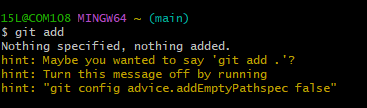 15L@COM108 MINGW64 ~ (main)
$ git add
Nothing specified, nothing added.
hint: Maybe you wanted to say 'git add .'?
hint: Turn this message off by running
hint: "git config advice.addEmptyPathspec false"